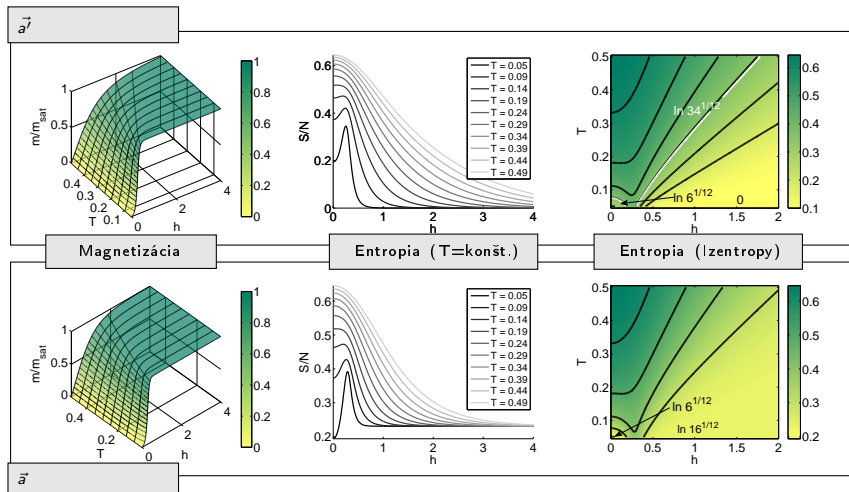 a⃗′
m/m_sat
1
0.5
0
0.4
0.3
0.2
0.1
T
0
2
4
h
1
0.8
0.6
0.4
0.2
0
S/N
0.6
0.4
0.2
0
0
1
2
3
4
h
T = 0.05
T = 0.09
T = 0.14
T = 0.19
T = 0.24
T = 0.29
T = 0.34
T = 0.39
T = 0.44
T = 0.49
T
0.5
0.4
0.3
0.2
0.1
0
0.5
1
1.5
2
h
ln 34^1/12
ln 6^1/12
0
0.6
0.5
0.4
0.3
0.2
0.1
Magnetizácia
Entropia (T=konšt.)
Entropia (Izentropy)
m/m_sat
1
0.5
0
0.4
0.2
T
0
2
4
h
1
0.8
0.6
0.4
0.2
0
S/N
0.6
0.5
0.4
0.3
0.2
0
1
2
3
4
h
T = 0.05
T = 0.09
T = 0.14
T = 0.19
T = 0.24
T = 0.29
T = 0.34
T = 0.39
T = 0.44
T = 0.49
T
0.5
0.4
0.3
0.2
0.1
0
0.5
1
1.5
2
h
ln 6^1/12
ln 16^1/12
0.6
0.5
0.4
0.3
0.2
a⃗